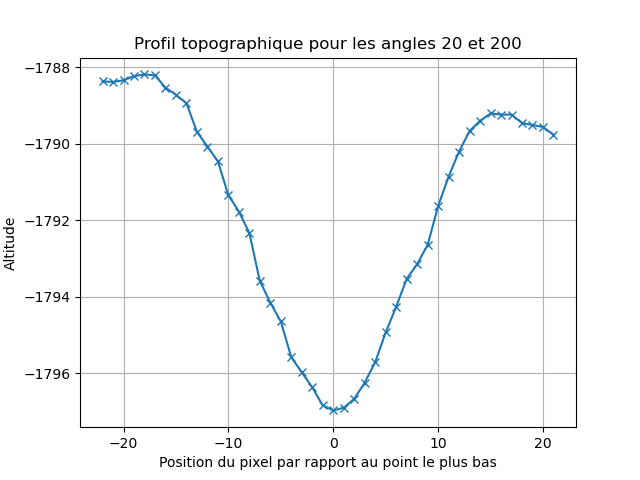 Profil topographique pour les angles 20 et 200
−1788
−1790
−1792
−1794
−1796
Altitude
−20 −10 0 10 20
Position du pixel par rapport au point le plus bas